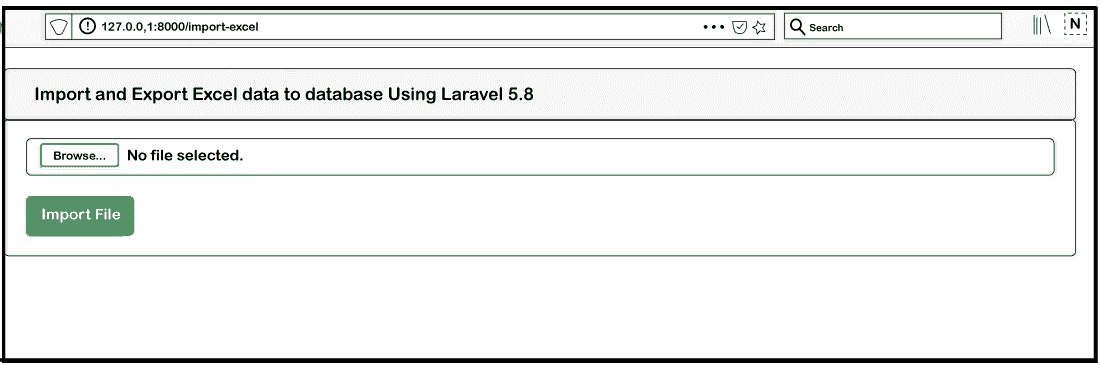 127.0.0,1:8000/import-excel
Search
N
Import and Export Excel data to database Using Laravel 5.8
Browse... No file selected.
Import File